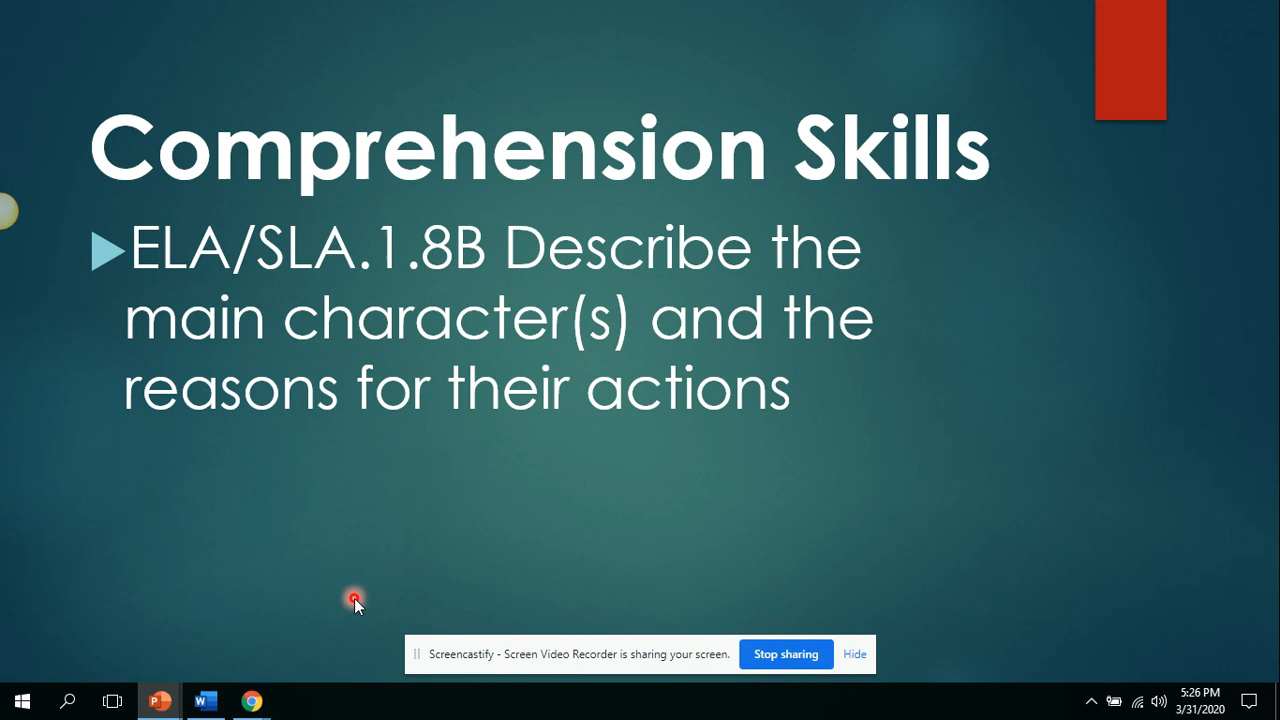 Comprehension Skills
ELA/SLA.1.8B Describe the
main character(s) and the
reasons for their actions
Screencastify - Screen Video Recorder is sharing your screen.
Stop sharing
Hide
5:26 PM
3/31/2020